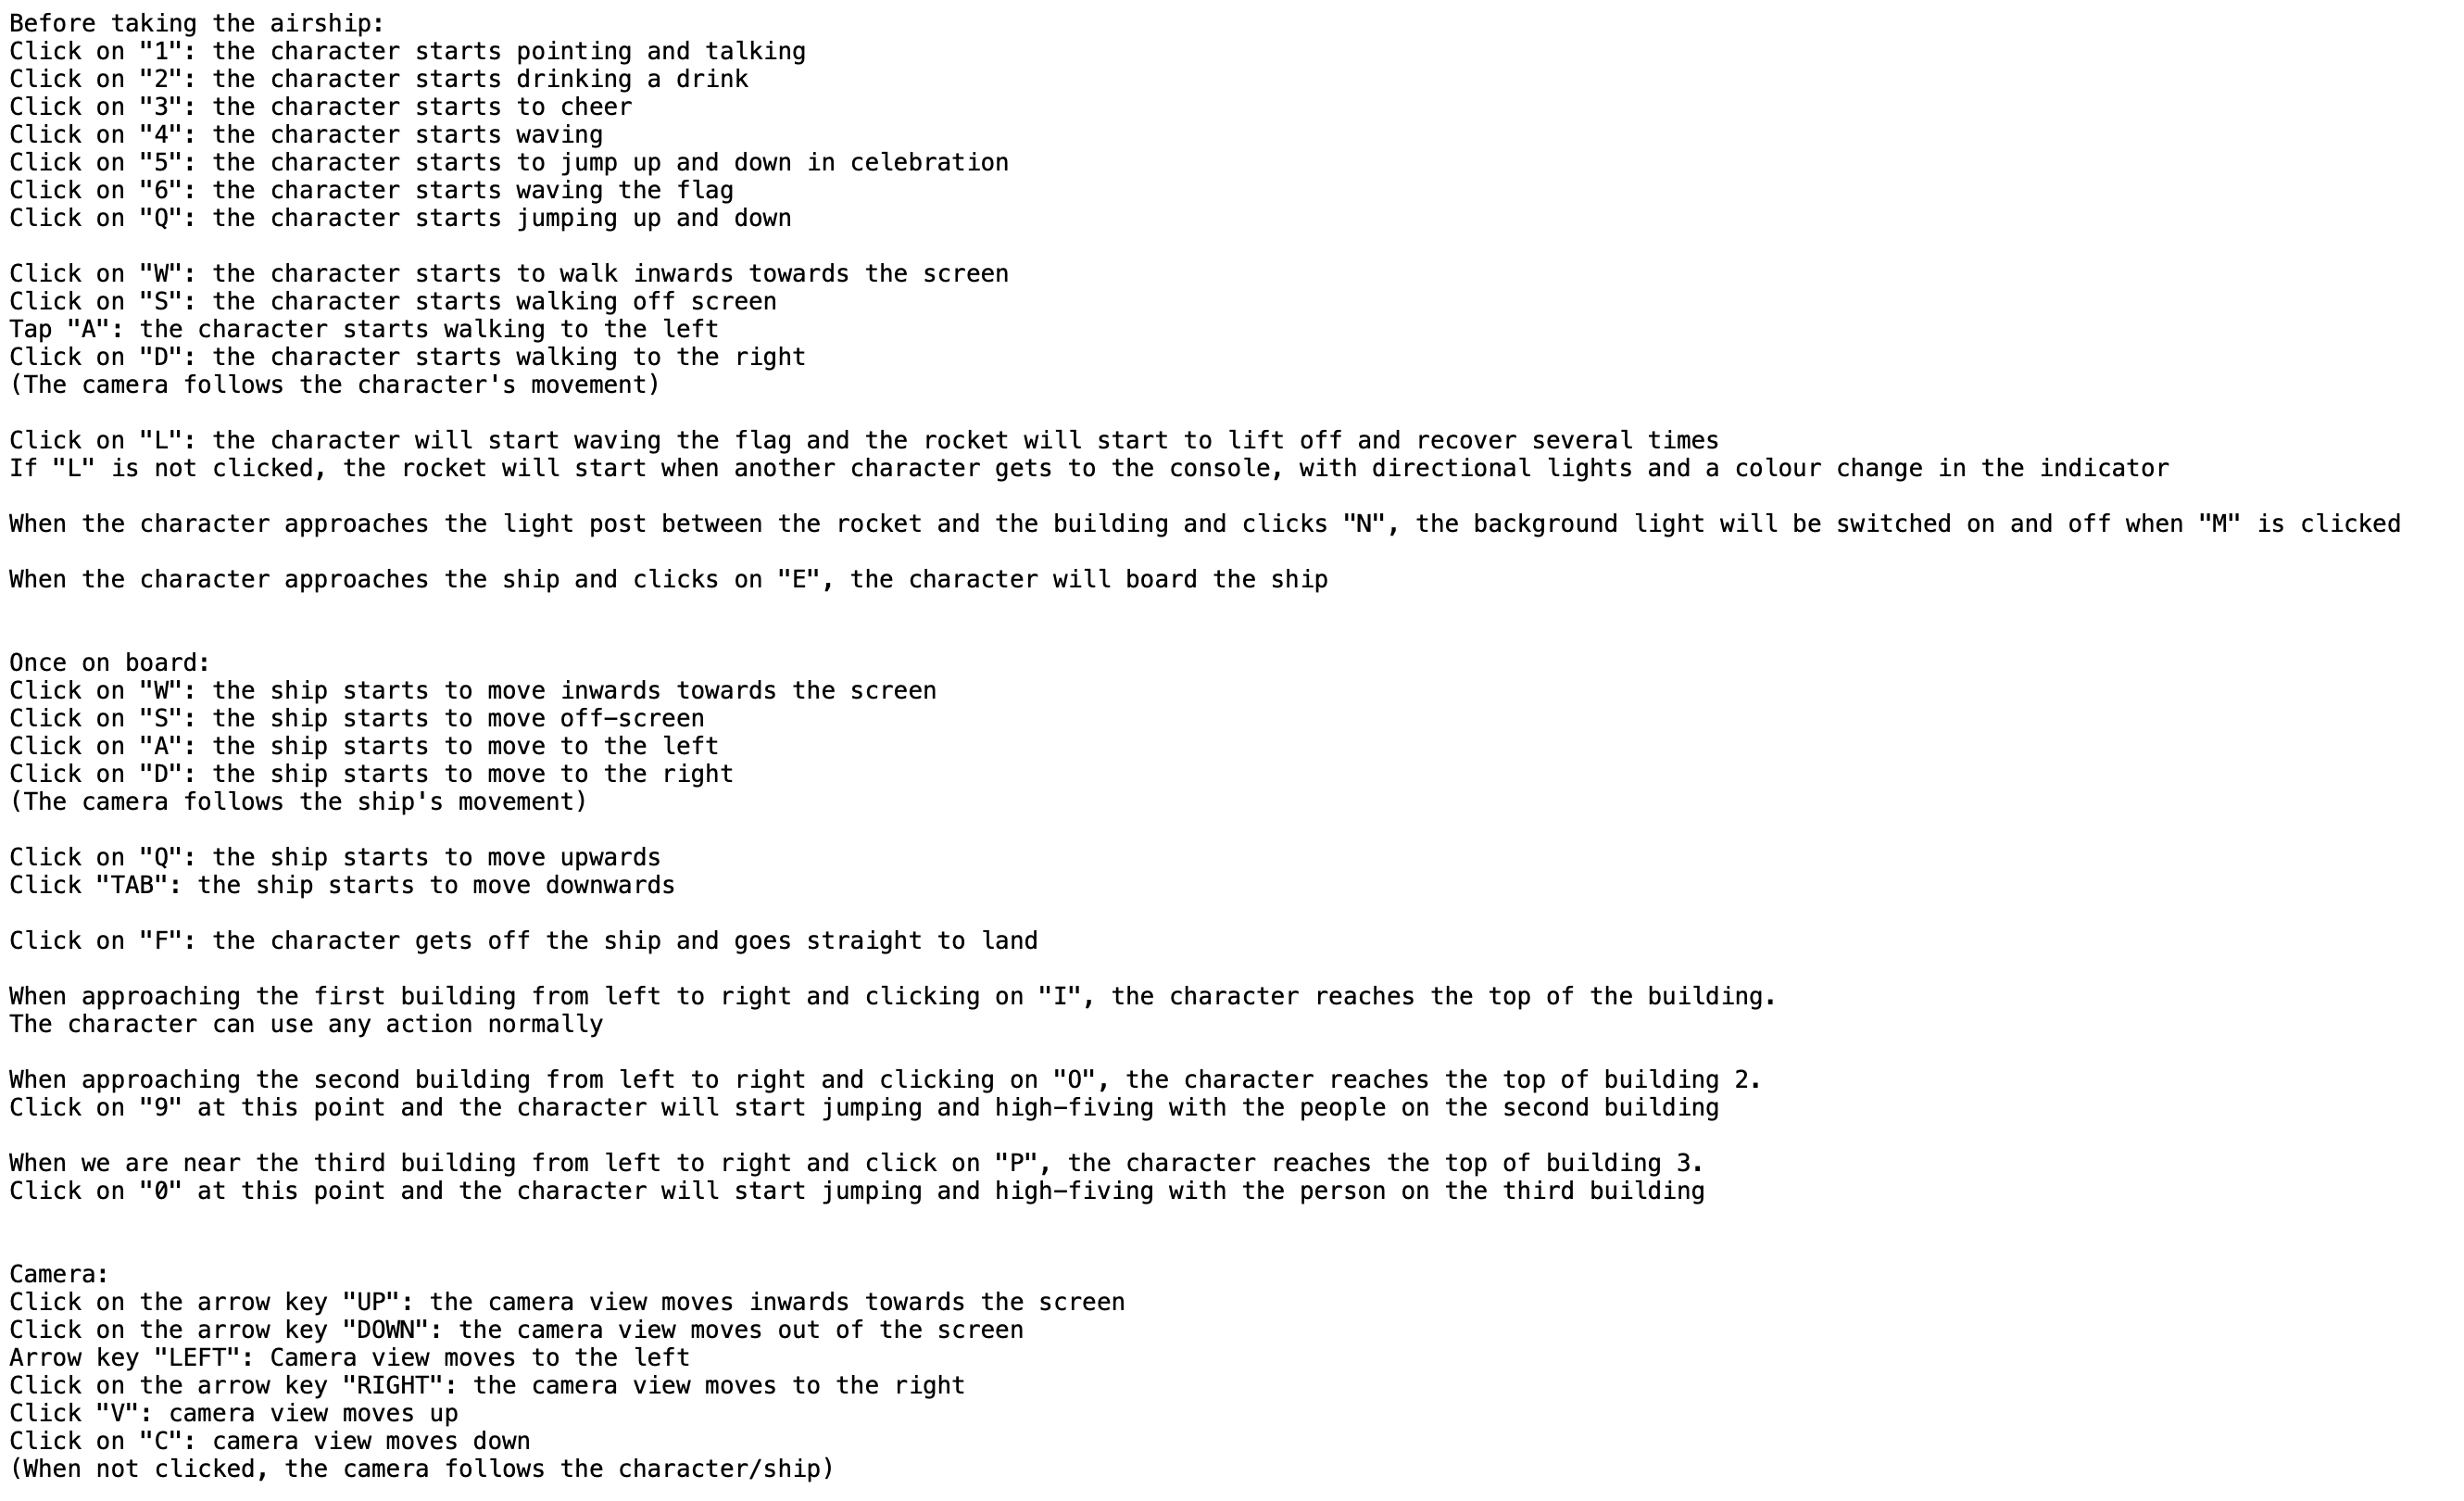 Before taking the airship:
Click on "1": the character starts pointing and talking
Click on "2": the character starts drinking a drink
Click on "3": the character starts to cheer
Click on "4": the character starts waving
Click on "5": the character starts to jump up and down in celebration
Click on "6": the character starts waving the flag
Click on "Q": the character starts jumping up and down
Click on "W": the character starts to walk inwards towards the screen
Click on "S": the character starts walking off screen
Tap "A": the character starts walking to the left
Click on "D": the character starts walking to the right
(The camera follows the character's movement)
Click on "L": the character will start waving the flag and the rocket will start to lift off and recover several times
If "L" is not clicked, the rocket will start when another character gets to the console, with directional lights and a colour change in the indicator
When the character approaches the light post between the rocket and the building and clicks "N", the background light will be switched on and off when "M" is clicked
When the character approaches the ship and clicks on "E", the character will board the ship
Once on board:
Click on "W": the ship starts to move inwards towards the screen
Click on "S": the ship starts to move off-screen
Click on "A": the ship starts to move to the left
Click on "D": the ship starts to move to the right
(The camera follows the ship's movement)
Click on "Q": the ship starts to move upwards
Click "TAB": the ship starts to move downwards
Click on "F": the character gets off the ship and goes straight to land
When approaching the first building from left to right and clicking on "I", the character reaches the top of the building.
The character can use any action normally
When approaching the second building from left to right and clicking on "O", the character reaches the top of building 2.
Click on "9" at this point and the character will start jumping and high-fiving with the people on the second building
When we are near the third building from left to right and click on "P", the character reaches the top of building 3.
Click on "0" at this point and the character will start jumping and high-fiving with the person on the third building
Camera:
Click on the arrow key "UP": the camera view moves inwards towards the screen
Click on the arrow key "DOWN": the camera view moves out of the screen
Arrow key "LEFT": Camera view moves to the left
Click on the arrow key "RIGHT": the camera view moves to the right
Click "V": camera view moves up
Click on "C": camera view moves down
(When not clicked, the camera follows the character/ship)